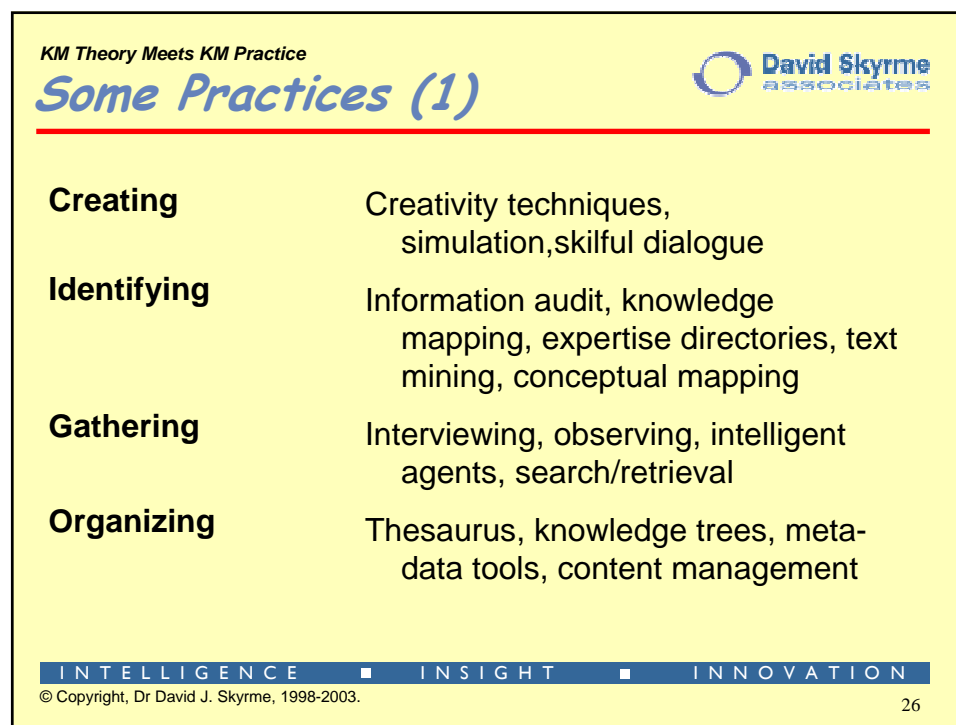 KM Theory Meets KM Practice
Some Practices (1)
David Skyrme
associates
Creating
Creativity techniques,
simulation,skilful dialogue
Identifying
Information audit, knowledge
mapping, expertise directories, text
mining, conceptual mapping
Gathering
Interviewing, observing, intelligent
agents, search/retrieval
Organizing
Thesaurus, knowledge trees, meta-
data tools, content management
INTELLIGENCE ■ INSIGHT ■ INNOVATION
© Copyright, Dr David J. Skyrme, 1998-2003.
26